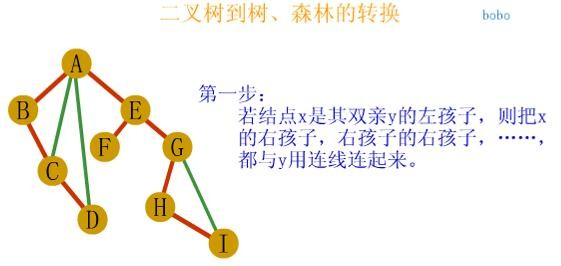 二叉树到树、森林的转换
bobo
第一步：
若结点x是其双亲y的左孩子，则把x
的右孩子，右孩子的右孩子，……，
都与y用连线连起来。
A
B
E
F
G
C
H
D
I